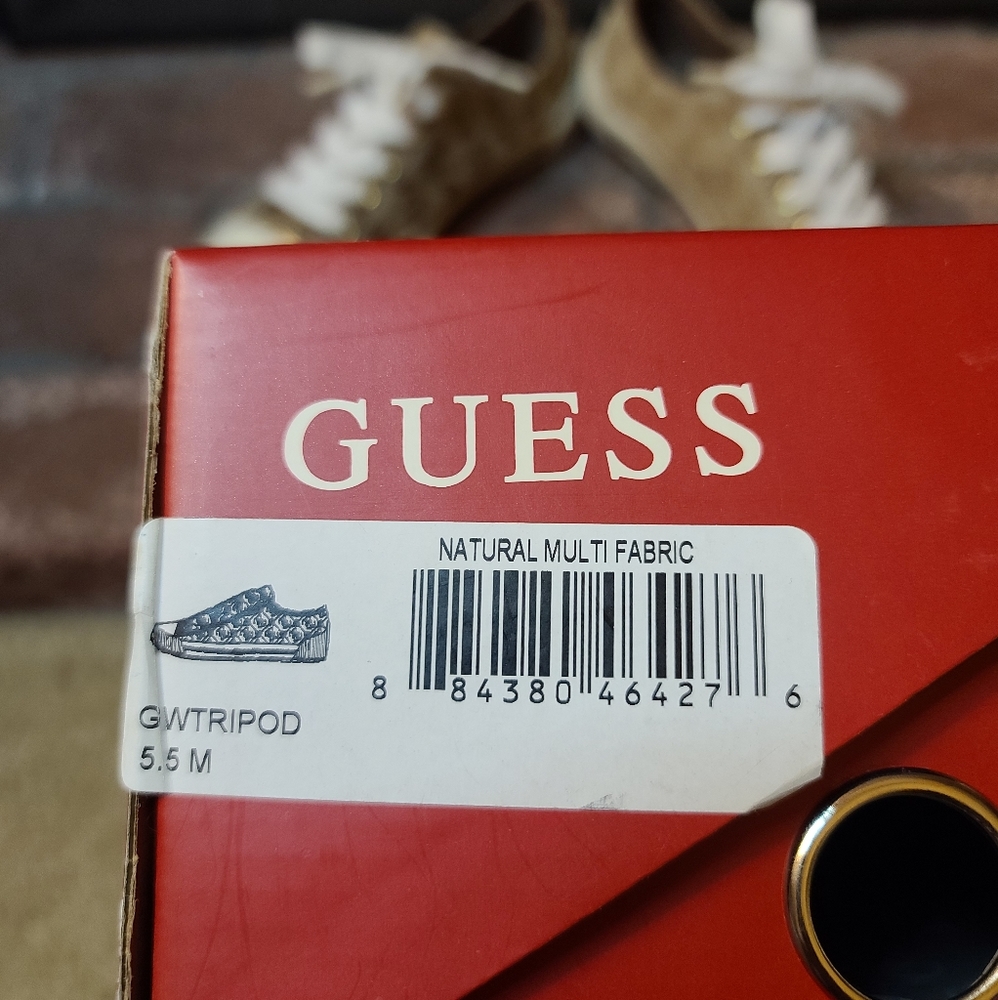 GUESS
NATURAL MULTI FABRIC
8 84380 46427 6
GWTRIPOD
5.5 M